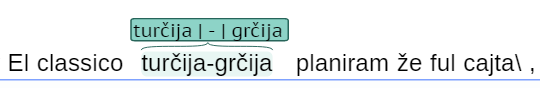 turčija | - | grčija
El classico turčija-grčija planiram že ful cajta\ ,